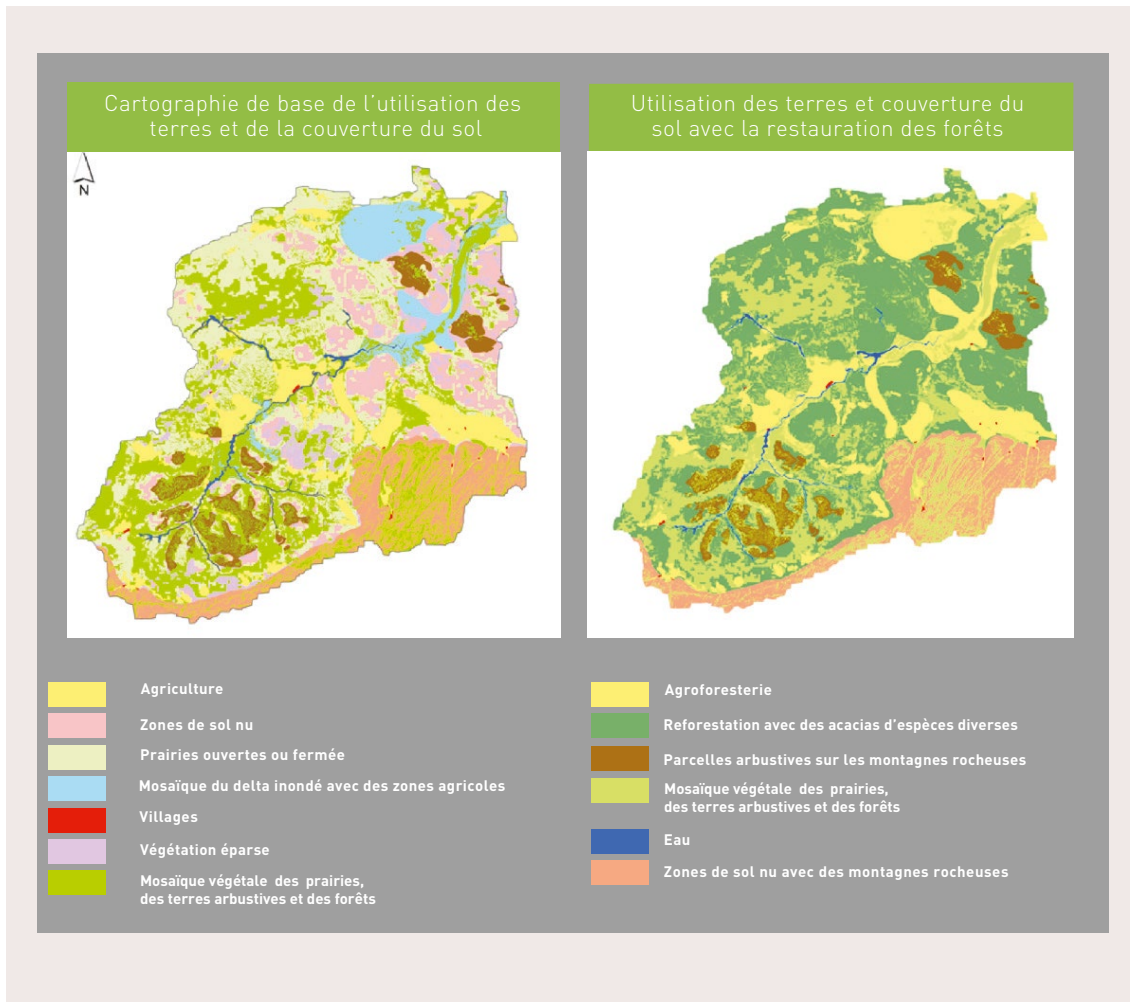 Cartographie de base de l'utilisation des
terres et de la couverture du sol
Utilisation des terres et couverture du
sol avec la restauration des forêts
N
Agriculture
Zones de sol nu
Prairies ouvertes ou fermée
Mosaïque du delta inondé avec des zones agricoles
Villages
Végétation éparse
Mosaïque végétale des prairies,
des terres arbustives et des forêts
Agroforesterie
Reforestation avec des acacias d'espèces diverses
Parcelles arbustives sur les montagnes rocheuses
Mosaïque végétale des prairies,
des terres arbustives et des forêts
Eau
Zones de sol nu avec des montagnes rocheuses